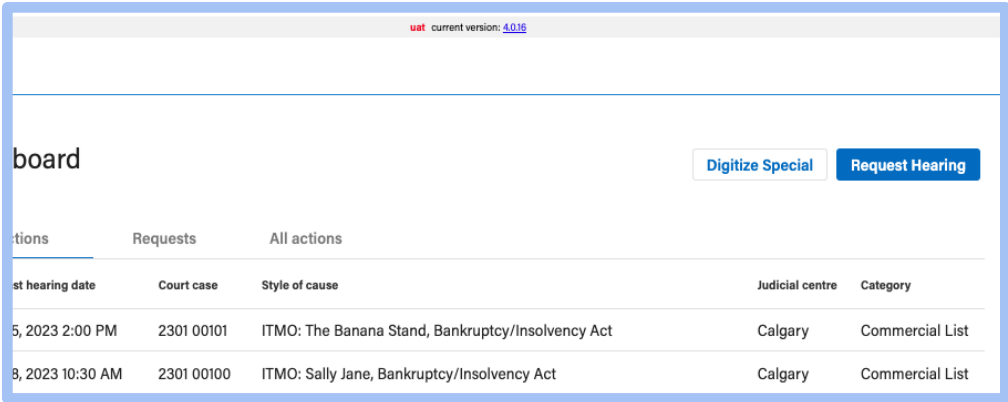 uat current version: 4.0.16
board
Digitize Special
Request Hearing
ctions Requests All actions
st hearing date Court case Style of cause Judicial centre Category
5, 2023 2:00 PM 2301 00101 ITMO: The Banana Stand, Bankruptcy/Insolvency Act Calgary Commercial List
8, 2023 10:30 AM 2301 00100 ITMO: Sally Jane, Bankruptcy/Insolvency Act Calgary Commercial List